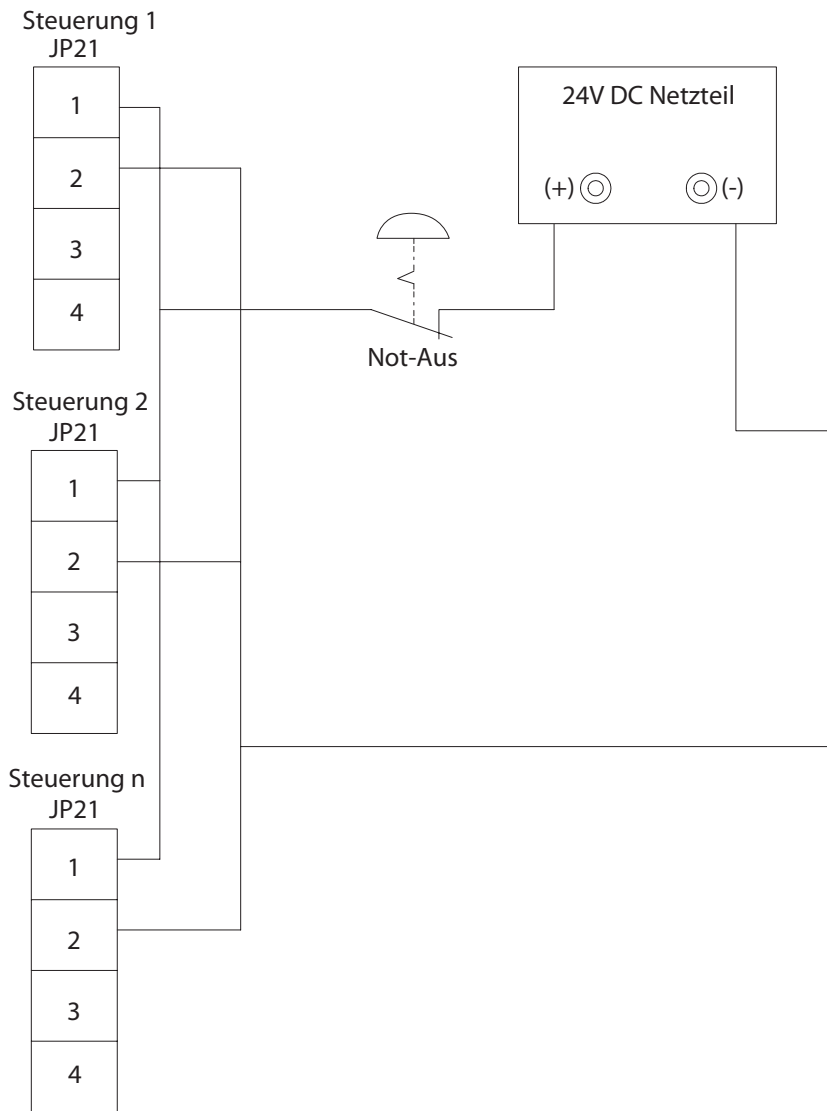 Steuerung 1
JP21
1
2
3
4
24V DC Netzteil
(+) (-)
Not-Aus
Steuerung 2
JP21
1
2
3
4
Steuerung n
JP21
1
2
3
4